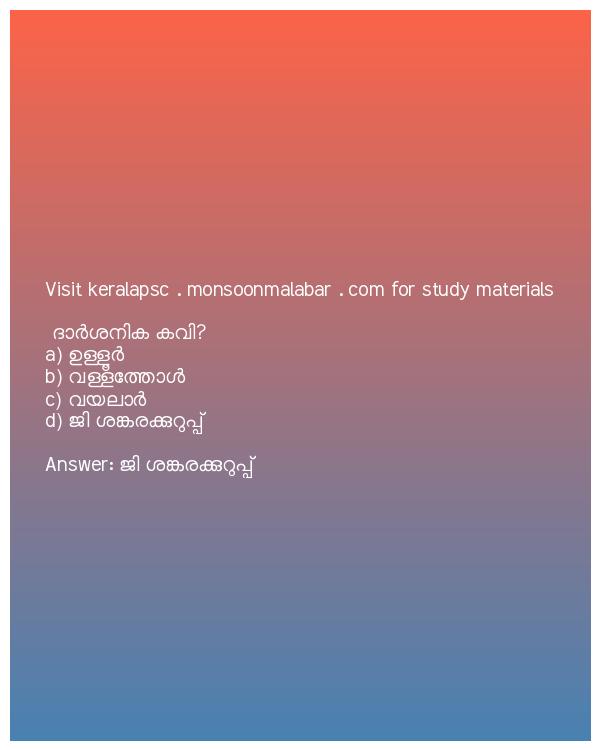 Visit keralapsc . monsoonmalabar . com for study materials
ദാർശനിക കവി?
a) ഉള്ളൂർ
b) വള്ളത്തോൾ
c) വയലാർ
d) ജി ശങ്കരക്കുറുപ്പ്
Answer: ജി ശങ്കരക്കുറുപ്പ്